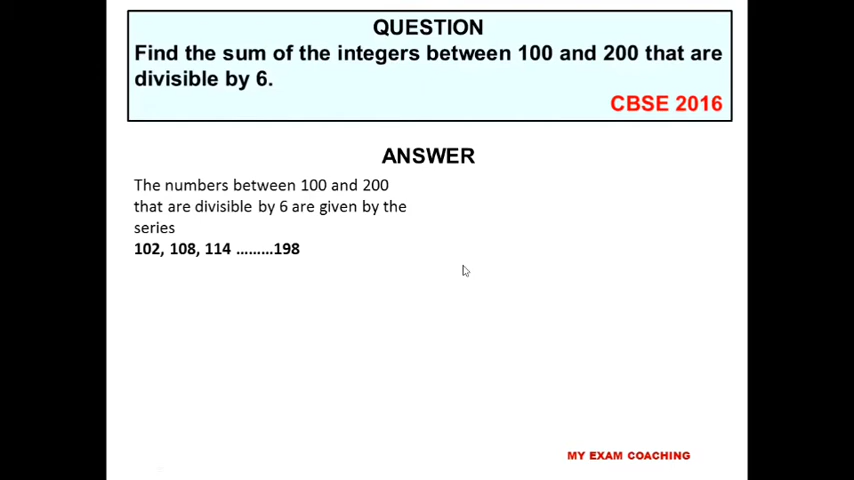 QUESTION
Find the sum of the integers between 100 and 200 that are
divisible by 6.
CBSE 2016
ANSWER
The numbers between 100 and 200
that are divisible by 6 are given by the
series
102, 108, 114 .........198
MY EXAM COACHING